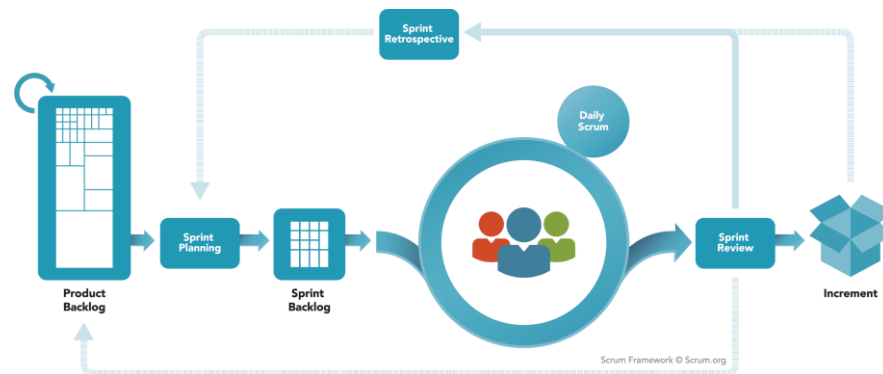 Sprint
Retrospective
Daily
Scrum
Sprint
Planning
Sprint
Review
Product
Backlog
Sprint
Backlog
Increment
Scrum Framework © Scrum.org